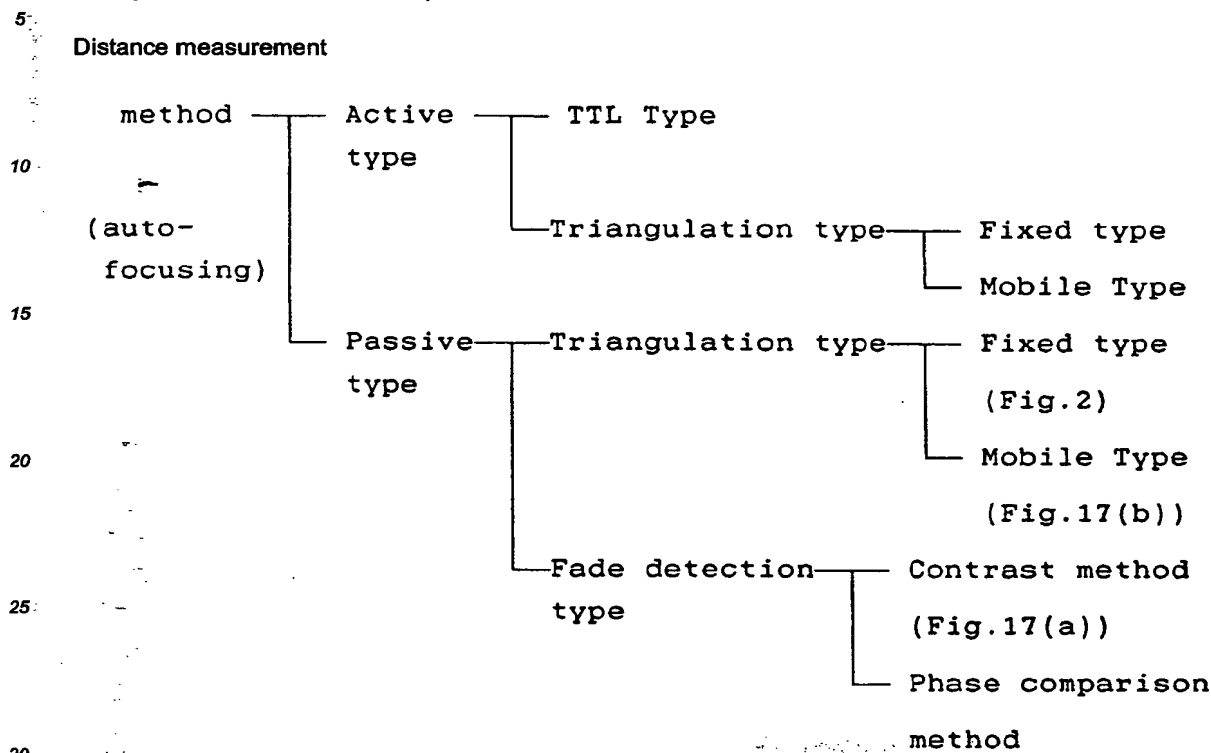 5
Distance measurement
method Active TTL Type
type
10
(auto- Triangulation type Fixed type
focusing)
Mobile Type
15
Passive Triangulation type Fixed type
type
(Fig.2)
20 Mobile Type
(Fig.17(b))
Fade detection Contrast method
25 type (Fig.17(a))
Phase comparison
method